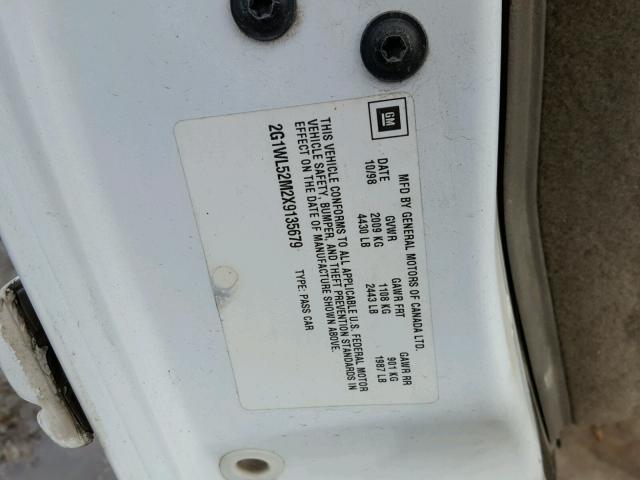 GM
MFD BY GENERAL MOTORS OF CANADA LTD.
DATE GVWR GAWR FRT GAWR RR
10/98 2009 KG 1108 KG 901 KG
4430 LB 2443 LB 1987 LB
THIS VEHICLE CONFORMS TO ALL APPLICABLE U.S. FEDERAL MOTOR
VEHICLE SAFETY, BUMPER, AND THEFT PREVENTION STANDARDS IN
EFFECT ON THE DATE OF MANUFACTURE SHOWN ABOVE.
2G1WL52M2X9135679 TYPE: PASS CAR